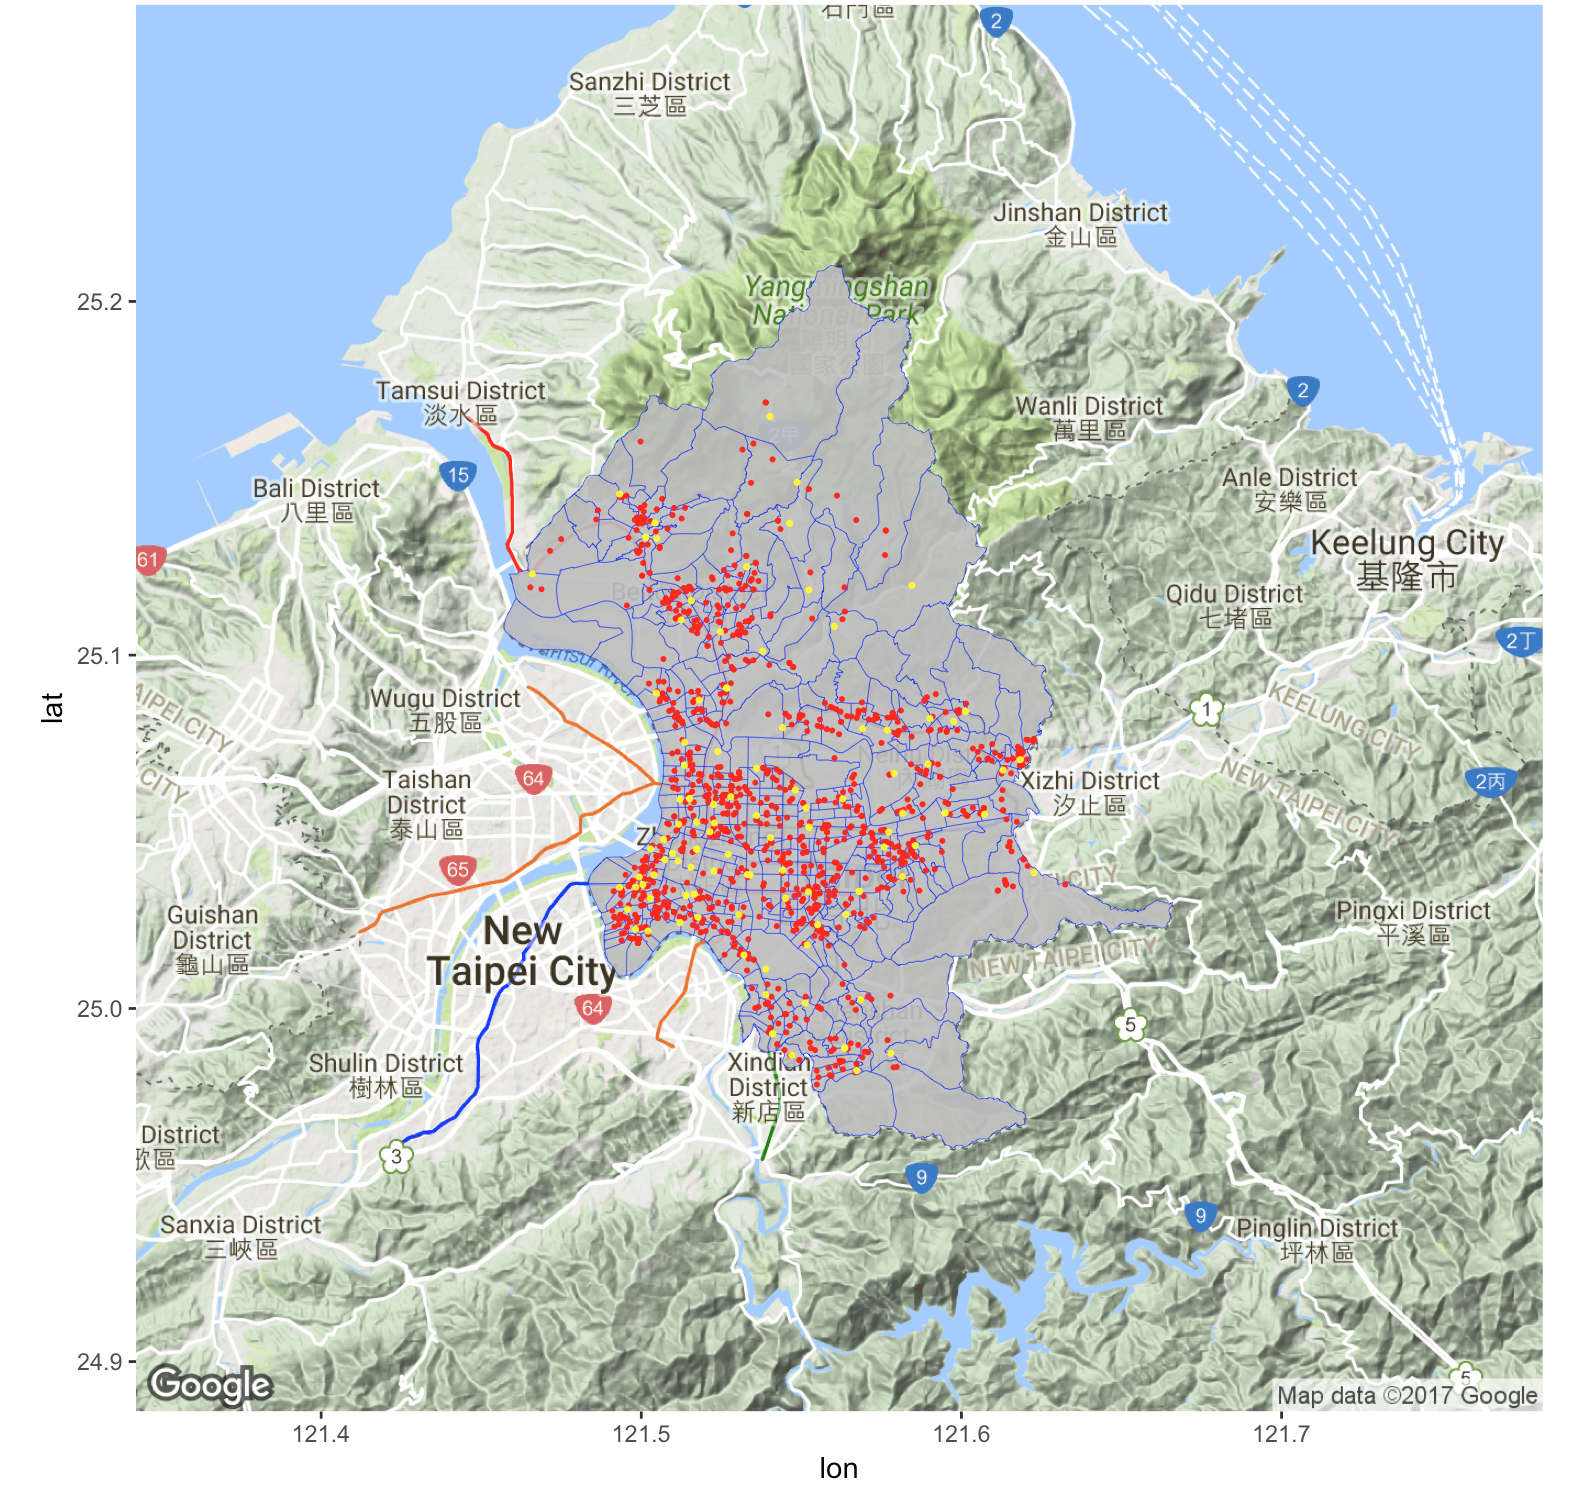 石門區
2
Sanzhi District
三芝區
Jinshan District
金山區
Yangmingshan
National Park
陽明山
國家公園
25.2
Tamsui District
淡水區
2
Wanli District
萬里區
2甲
15
Bali District
八里區
Anle District
安樂區
Keelung City
基隆市
61
Qidu District
七堵區
2丁
25.1
Tamsui River
Wugu District
五股區
1
KEELUNG CITY
NEW TAIPEI CITY
AIPEI CITY
CITY
64
Taishan
District
泰山區
Xizhi District
汐止區
2丙
65
Guishan
District
龜山區
New
Taipei City
Pingxi District
平溪區
NEW TAIPEI CITY
25.0
64
5
Shulin District
樹林區
Xindian
District
新店區
District
歌區
3
9
9
Sanxia District
三峽區
Pinglin District
坪林區
24.9
5
Google
Map data ©2017 Google
121.4
121.5
121.6
121.7
lat
lon